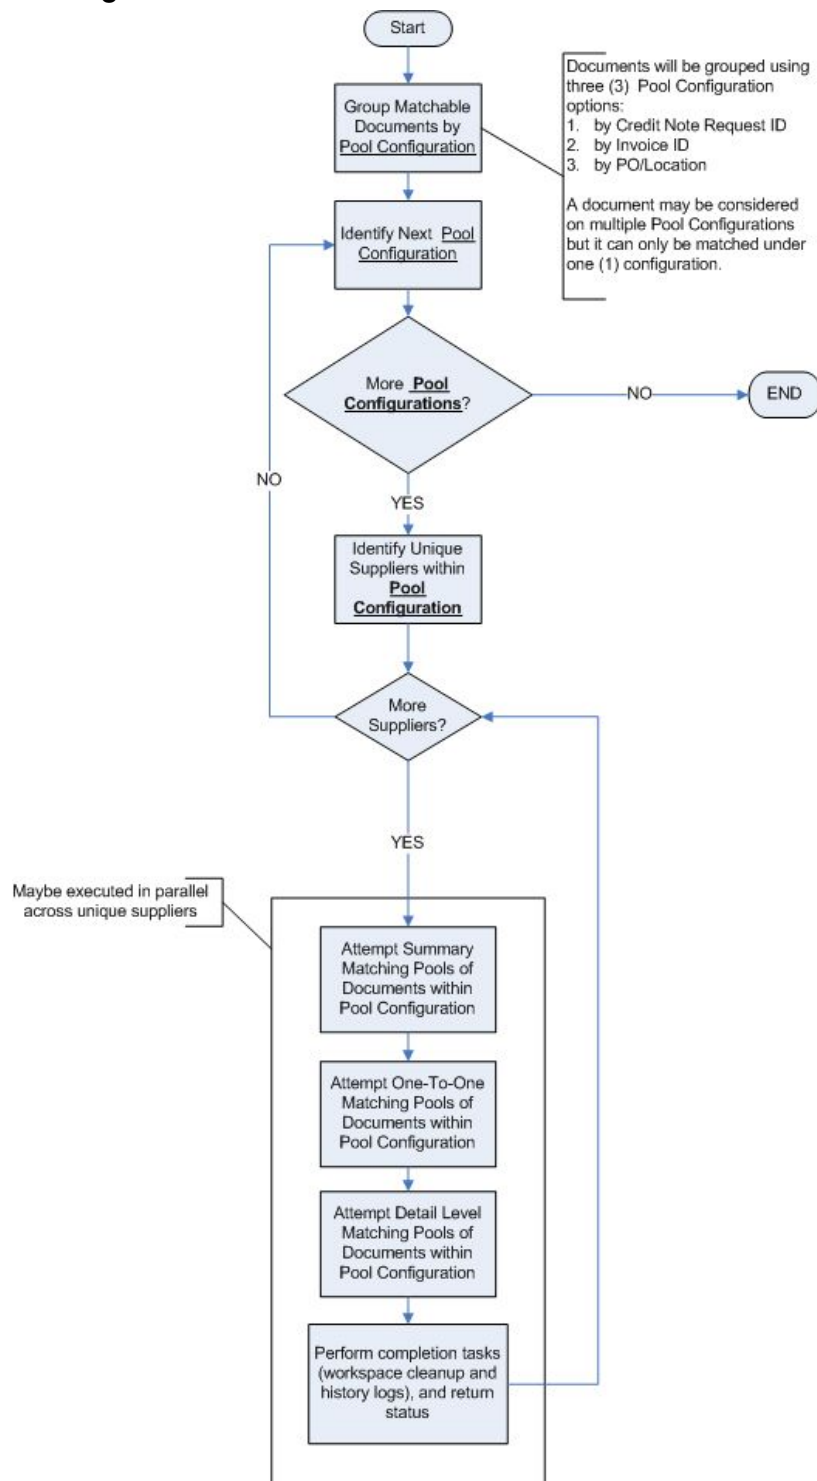 Start
Group Matchable
Documents by
Pool Configuration
Documents will be grouped using
three (3) Pool Configuration
options:
1. by Credit Note Request ID
2. by Invoice ID
3. by PO/Location
A document may be considered
on multiple Pool Configurations
but it can only be matched under
one (1) configuration.
Identify Next Pool
Configuration
More Pool
Configurations?
NO
END
NO
YES
Identify Unique
Suppliers within
Pool
Configuration
More
Suppliers?
YES
Maybe executed in parallel
across unique suppliers
Attempt Summary
Matching Pools of
Documents within
Pool Configuration
Attempt One-To-One
Matching Pools of
Documents within
Pool Configuration
Attempt Detail Level
Matching Pools of
Documents within
Pool Configuration
Perform completion tasks
(workspace cleanup and
history logs), and return
status